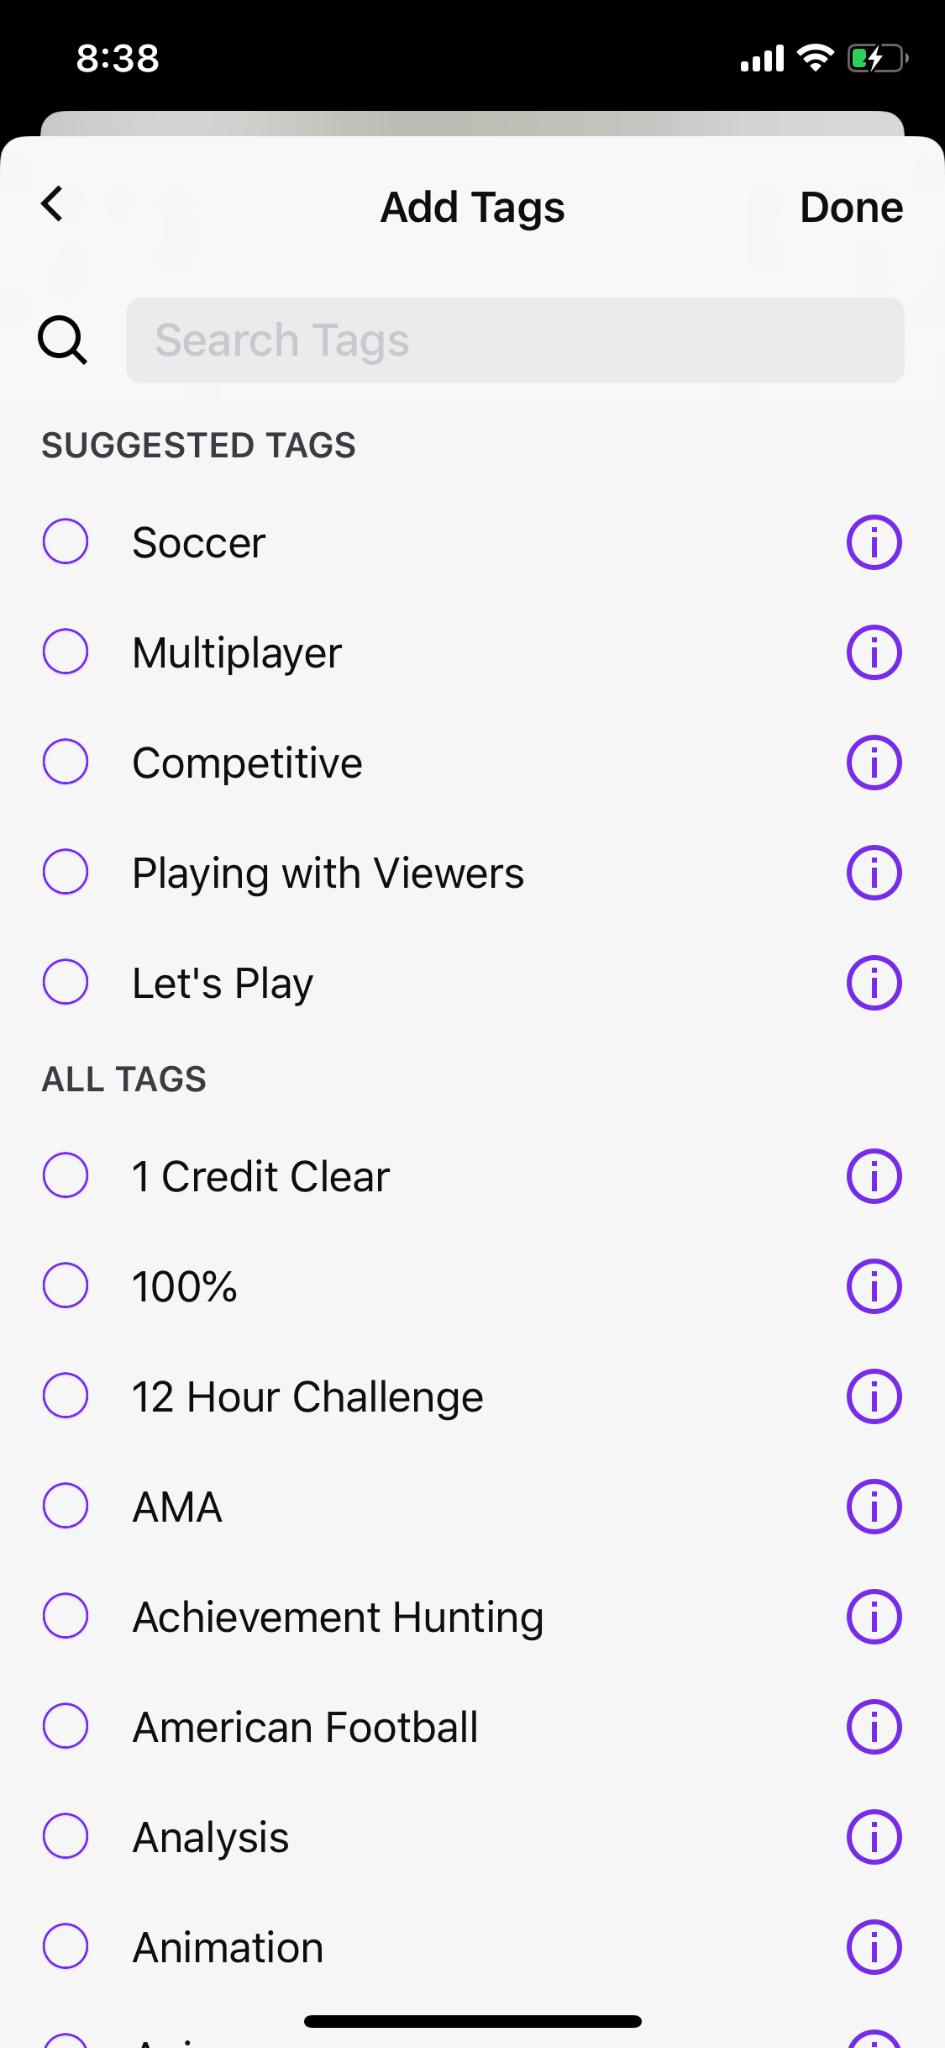 8:38
Add Tags
Done
Search Tags
SUGGESTED TAGS
Soccer
Multiplayer
Competitive
Playing with Viewers
Let's Play
ALL TAGS
1 Credit Clear
100%
12 Hour Challenge
AMA
Achievement Hunting
American Football
Analysis
Animation